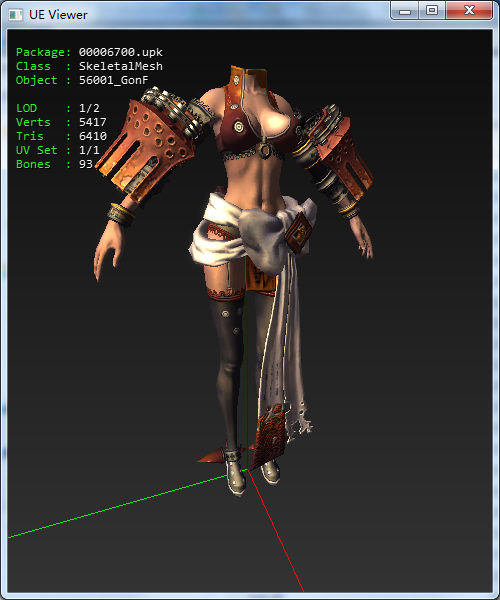 UE Viewer
Package: 00006700.upk
Class : SkeletalMesh
Object : 56001_GonF
LOD : 1/2
Verts : 5417
Tris : 6410
UV Set : 1/1
Bones : 93